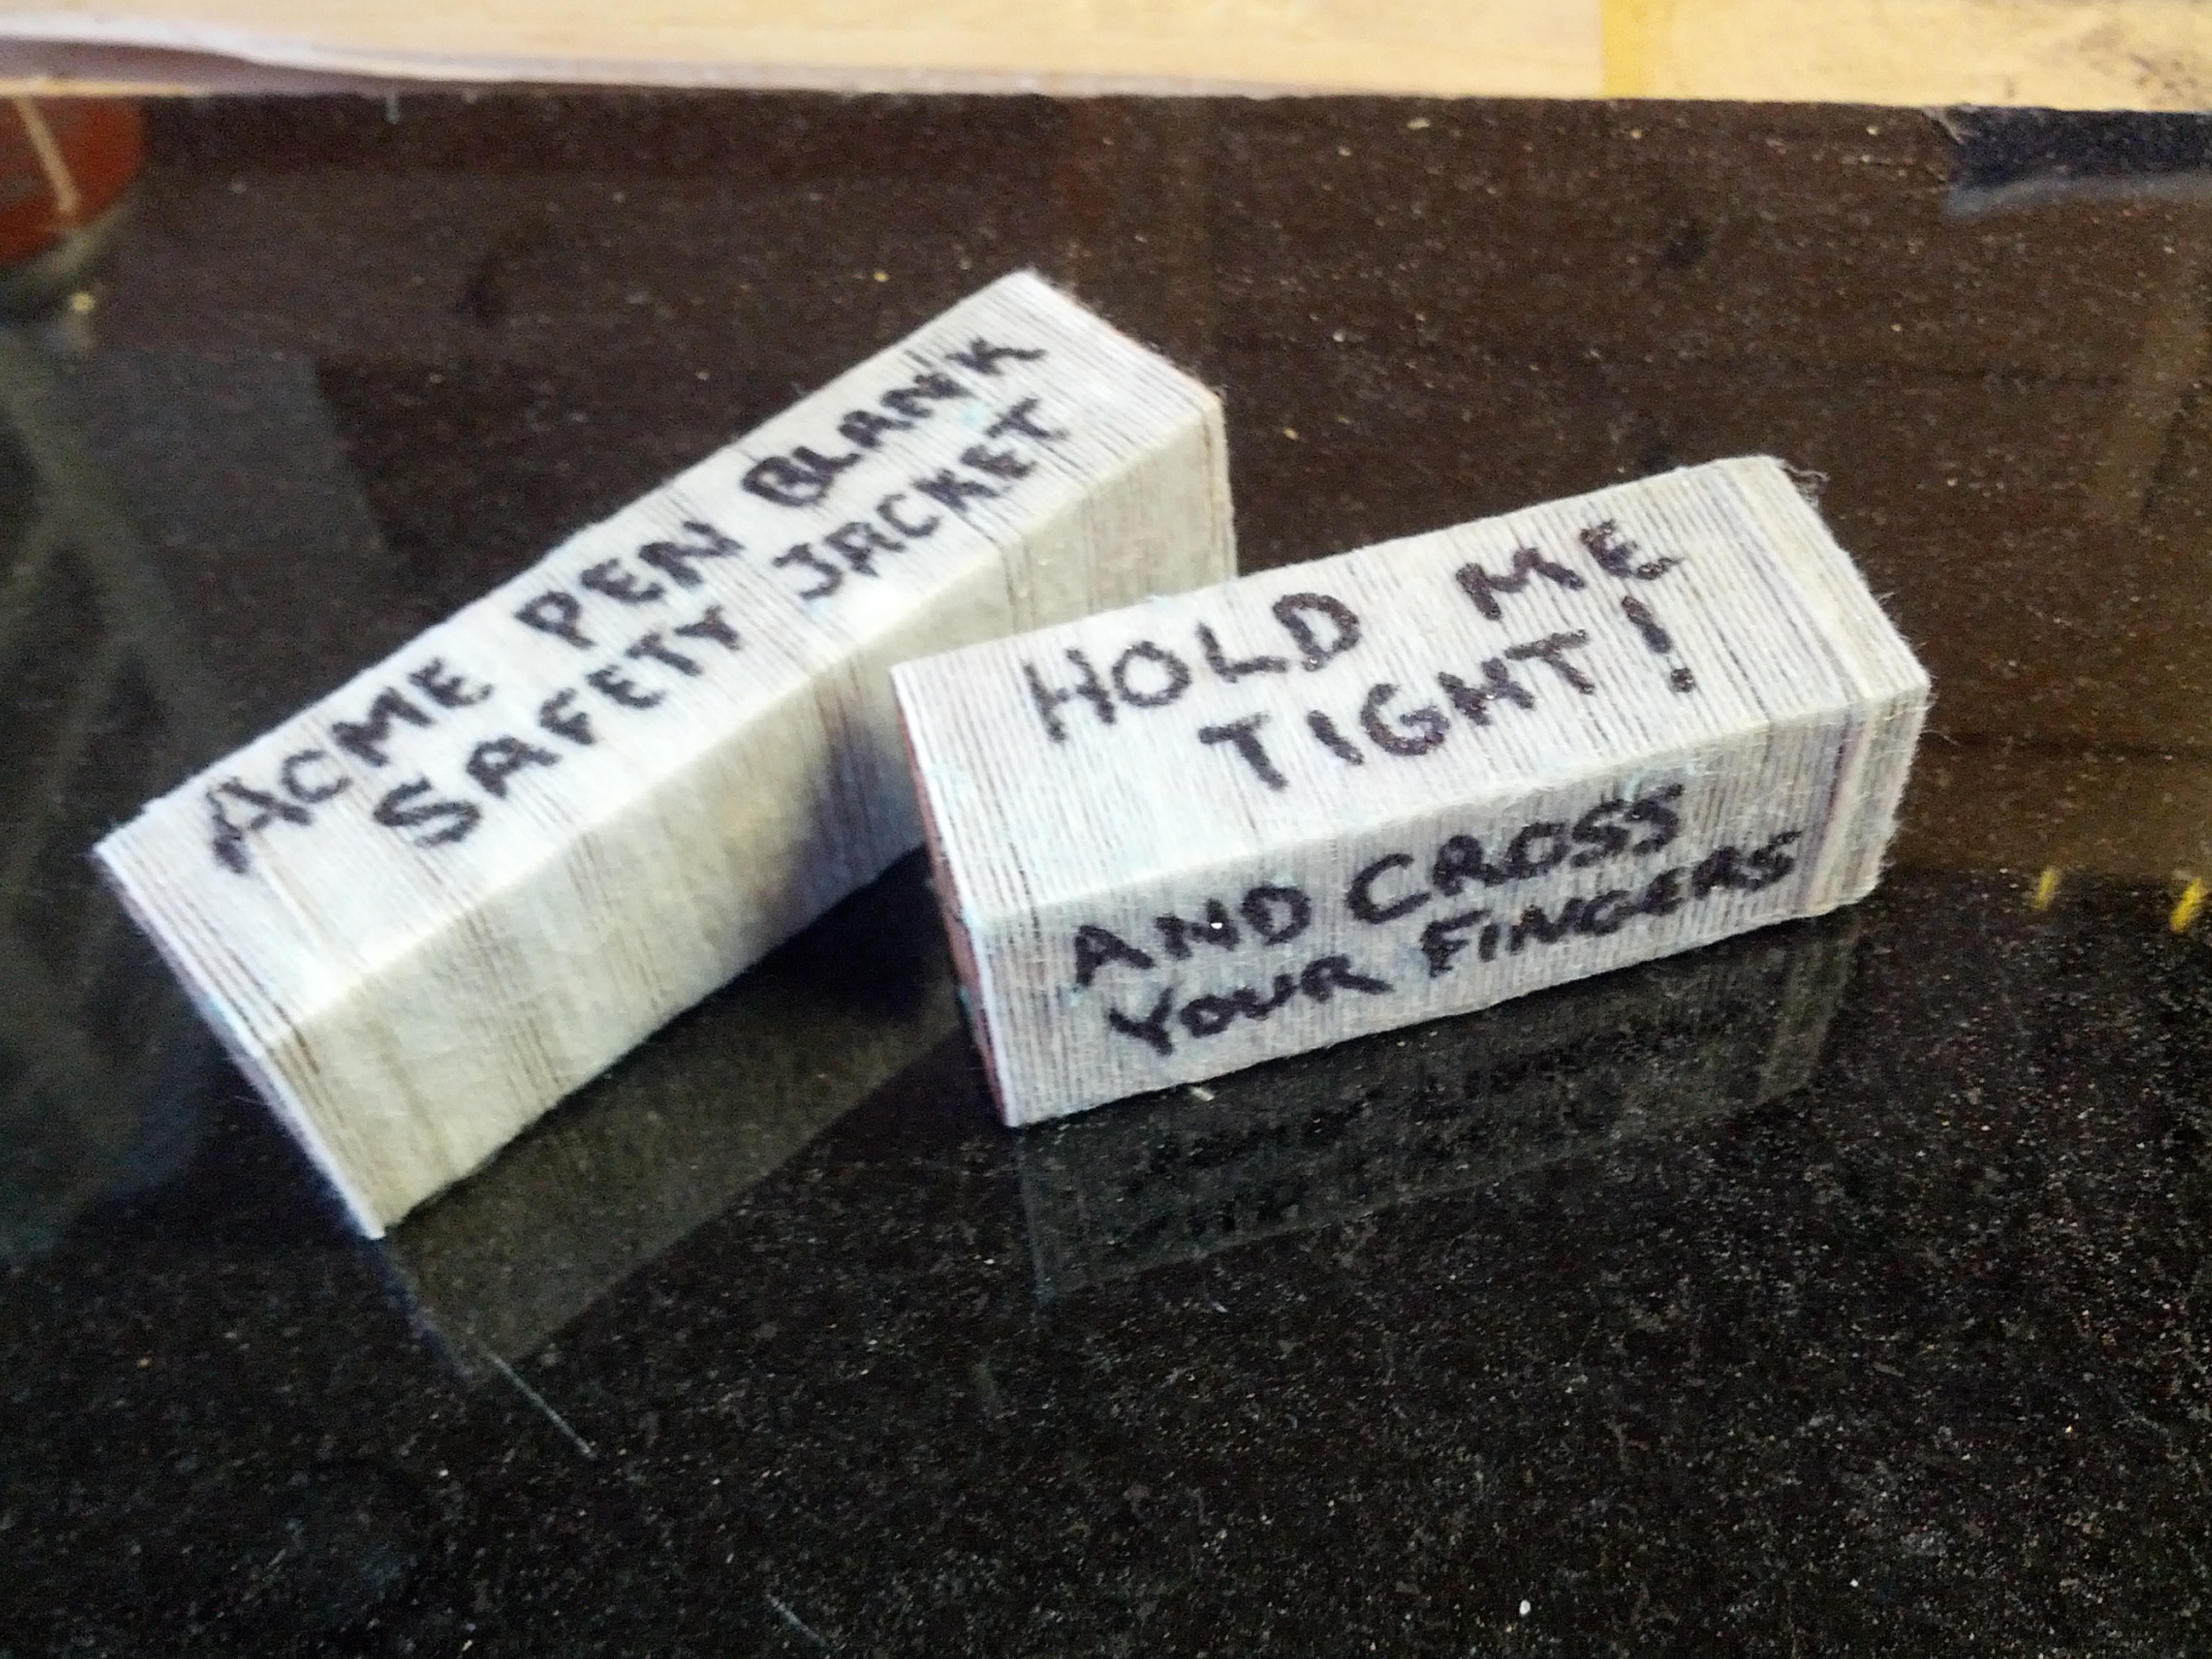 ACME PEN BLANK
SAFETY JACKET
HOLD ME
TIGHT!
AND CROSS
YOUR FINGERS